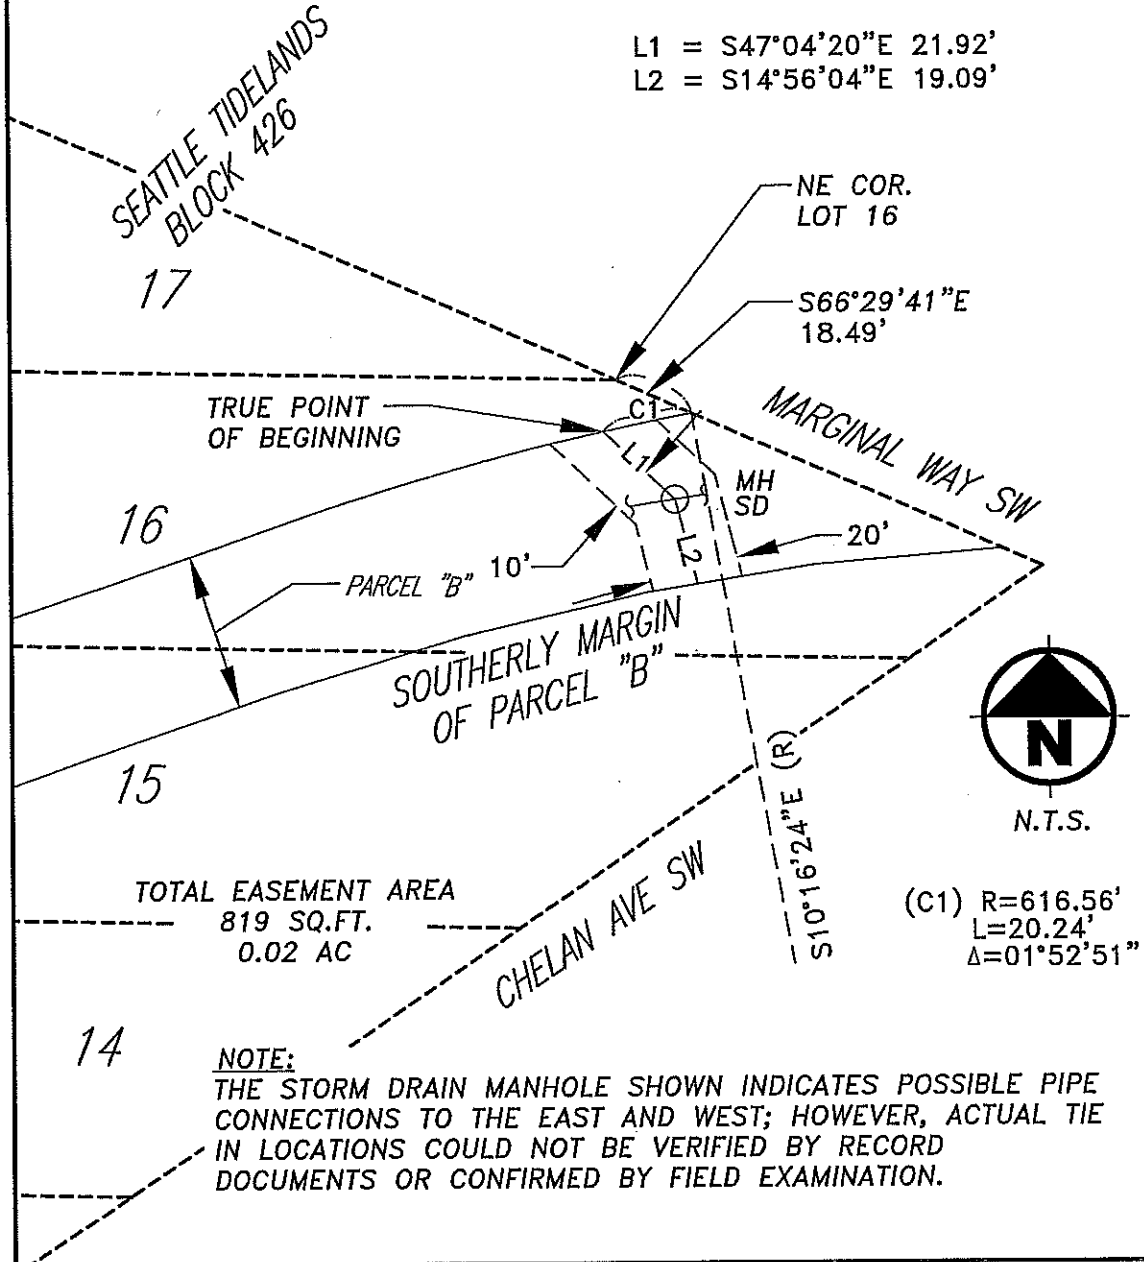 L1 = S47°04'20"E 21.92'
L2 = S14°56'04"E 19.09'
SEATTLE TIDELANDS
BLOCK 426
NE COR.
LOT 16
17
S66°29'41"E
18.49'
TRUE POINT
OF BEGINNING
C1
MARGINAL WAY SW
L1
MH
SD
16
20'
L2
PARCEL "B"
10'
SOUTHERLY MARGIN
OF PARCEL "B"
N
N.T.S.
15
S10°16'24"E (R)
CHELAN AVE SW
TOTAL EASEMENT AREA
819 SQ.FT.
0.02 AC
(C1) R=616.56'
L=20.24'
Δ=01°52'51"
14
NOTE:
THE STORM DRAIN MANHOLE SHOWN INDICATES POSSIBLE PIPE
CONNECTIONS TO THE EAST AND WEST; HOWEVER, ACTUAL TIE
IN LOCATIONS COULD NOT BE VERIFIED BY RECORD
DOCUMENTS OR CONFIRMED BY FIELD EXAMINATION.